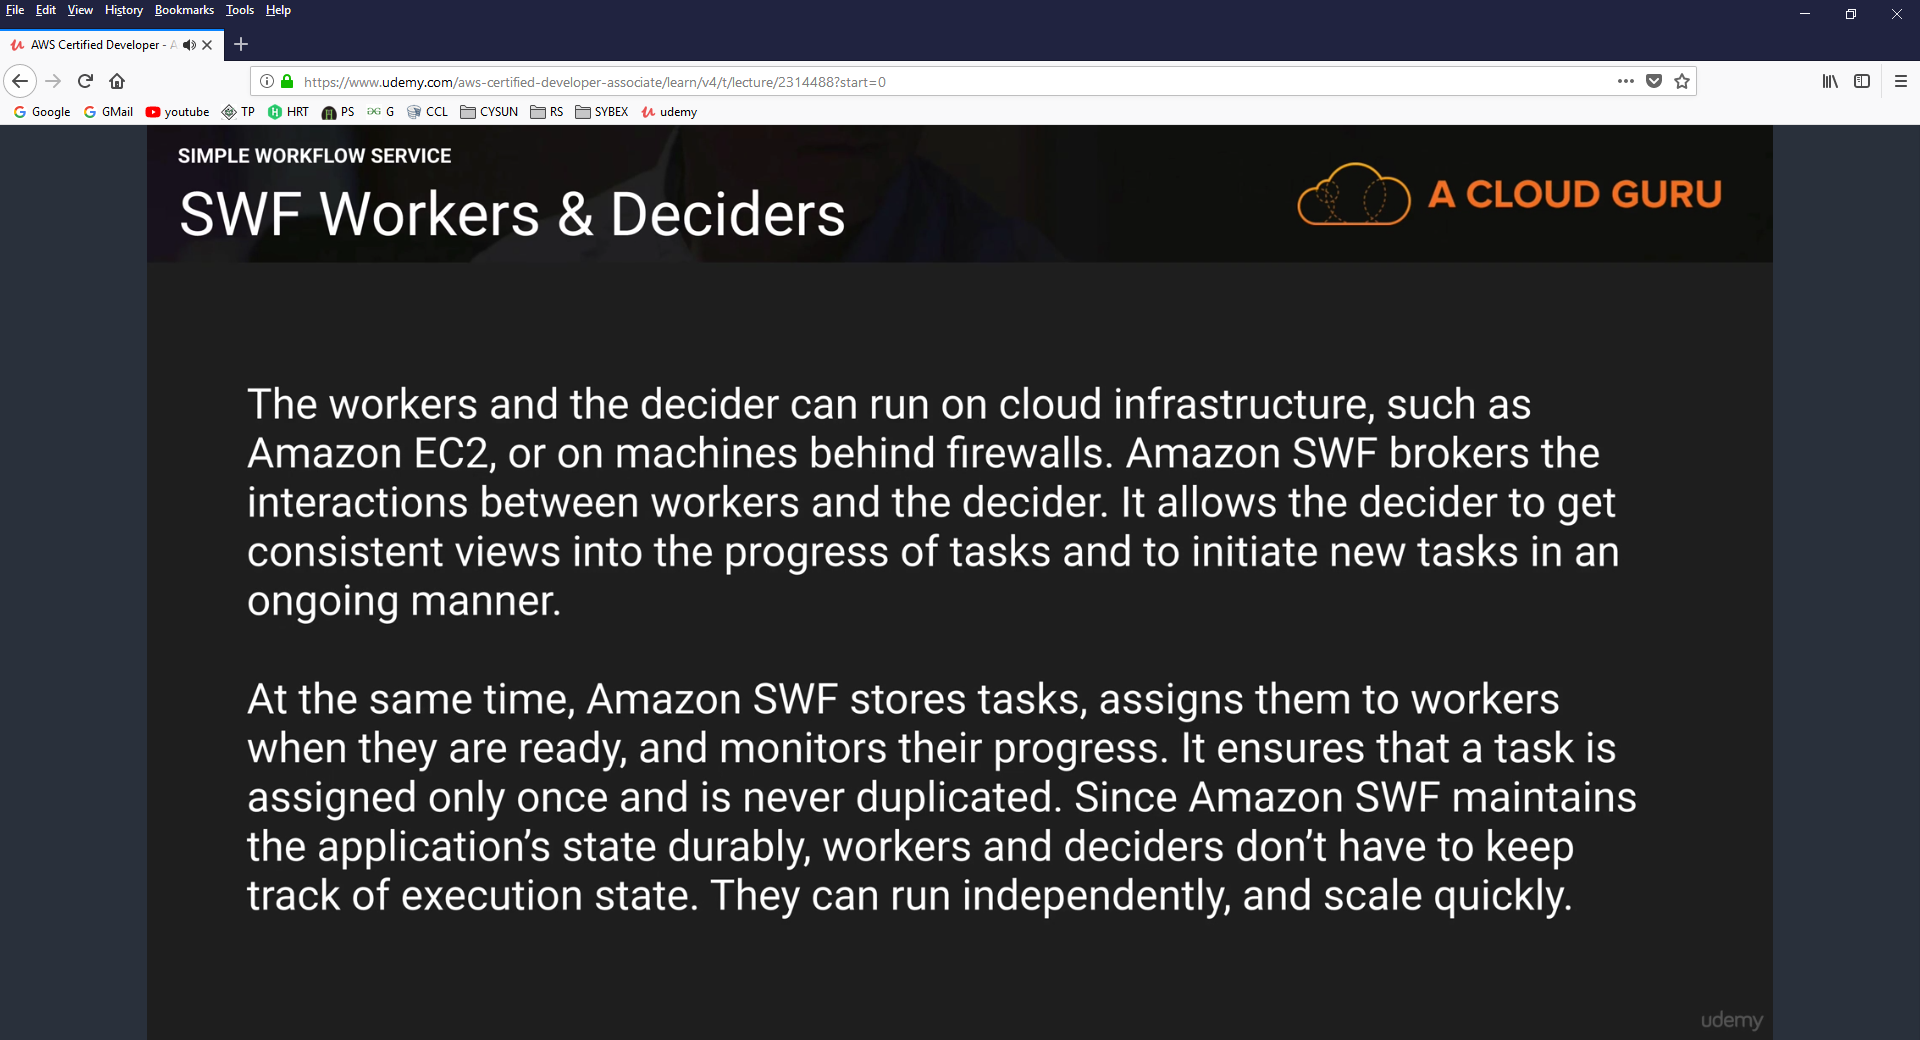 File Edit View History Bookmarks Tools Help
AWS Certified Developer - A
https://www.udemy.com/aws-certified-developer-associate/learn/v4/t/lecture/2314488?start=0
Google GMail youtube TP HRT PS G CCL CYSUN RS SYBEX udemy
SIMPLE WORKFLOW SERVICE
SWF Workers & Deciders
A CLOUD GURU
The workers and the decider can run on cloud infrastructure, such as
Amazon EC2, or on machines behind firewalls. Amazon SWF brokers the
interactions between workers and the decider. It allows the decider to get
consistent views into the progress of tasks and to initiate new tasks in an
ongoing manner.
At the same time, Amazon SWF stores tasks, assigns them to workers
when they are ready, and monitors their progress. It ensures that a task is
assigned only once and is never duplicated. Since Amazon SWF maintains
the application’s state durably, workers and deciders don’t have to keep
track of execution state. They can run independently, and scale quickly.
udemy